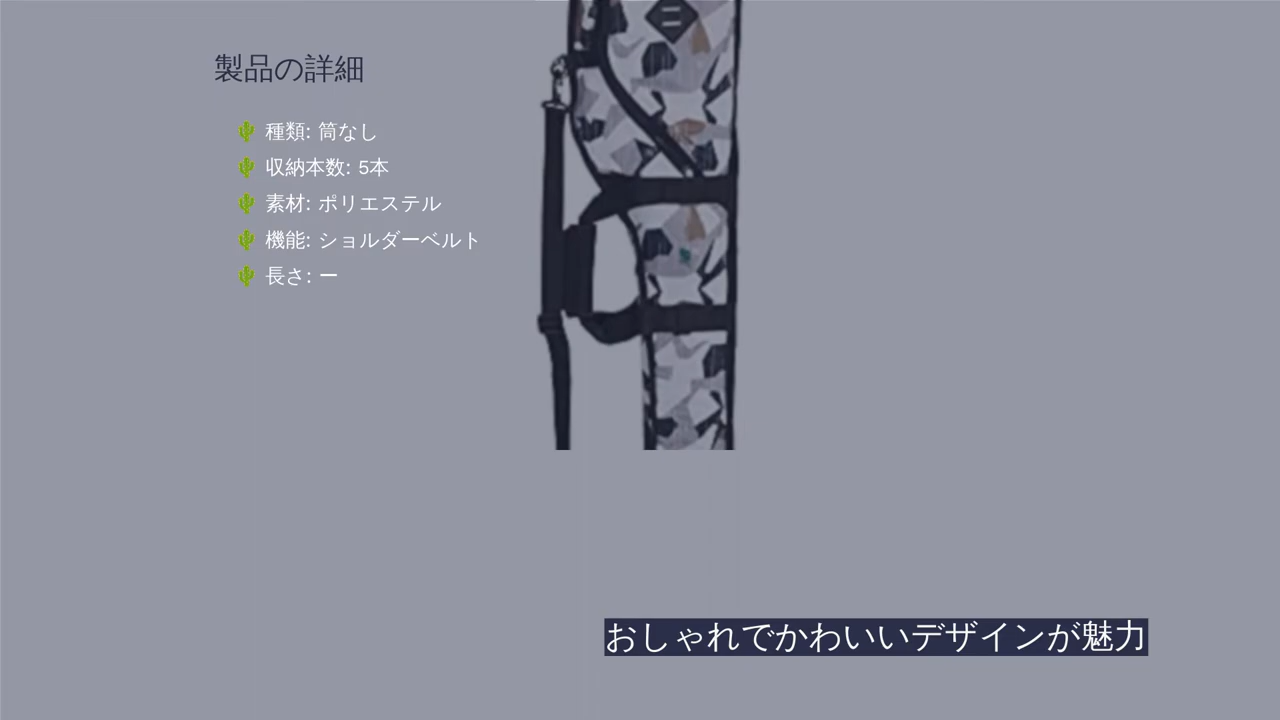 製品の詳細
種類: 筒なし
収納本数: 5本
素材: ポリエステル
機能: ショルダーベルト
長さ: ー
おしゃれでかわいいデザインが魅力